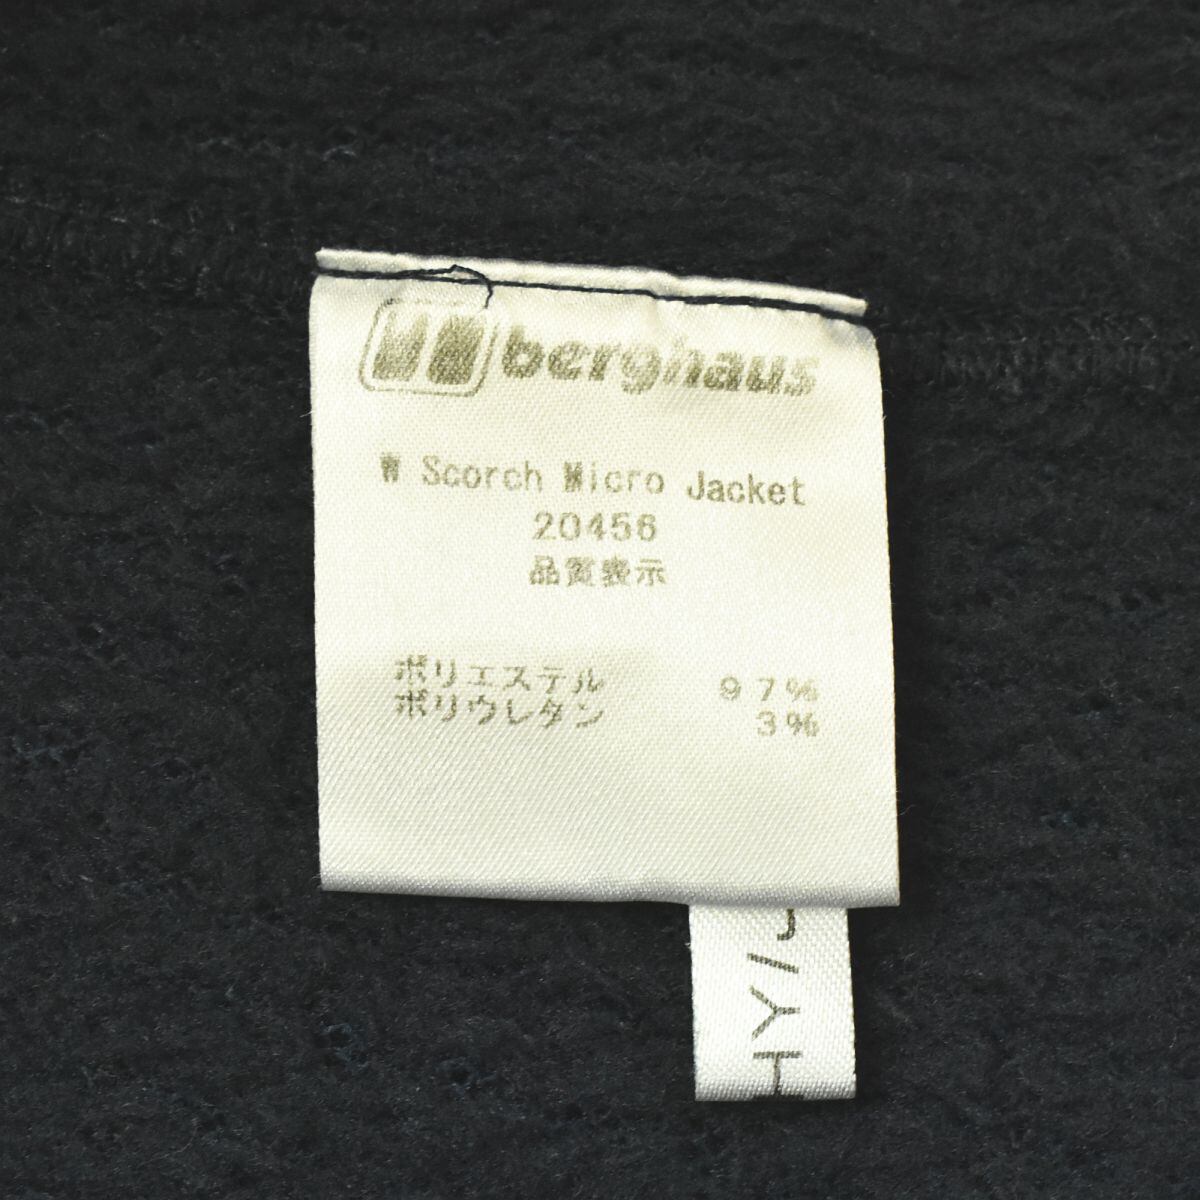 berghaus
W Scorch Micro Jacket
20456
品質表示
ポリエステル 97%
ポリウレタン 3%
HY/J